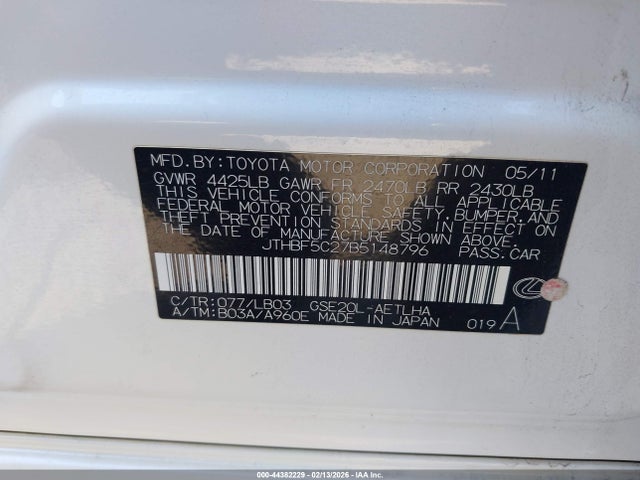 MFD. BY: TOYOTA MOTOR CORPORATION 05/11
GVWR 4425LB GAWR FR 2470LB RR 2430LB
THIS VEHICLE CONFORMS TO ALL APPLICABLE
FEDERAL MOTOR VEHICLE SAFETY, BUMPER, AND
THEFT PREVENTION STANDARDS IN EFFECT ON
THE DATE OF MANUFACTURE SHOWN ABOVE.
JTHBF5C27B5148796 PASS. CAR
C/TR: 077/LB03 GSE20L-AETLHA
A/TM: B03A/A960E MADE IN JAPAN 019 A
000-44382229 - 02/13/2026 - IAA Inc.